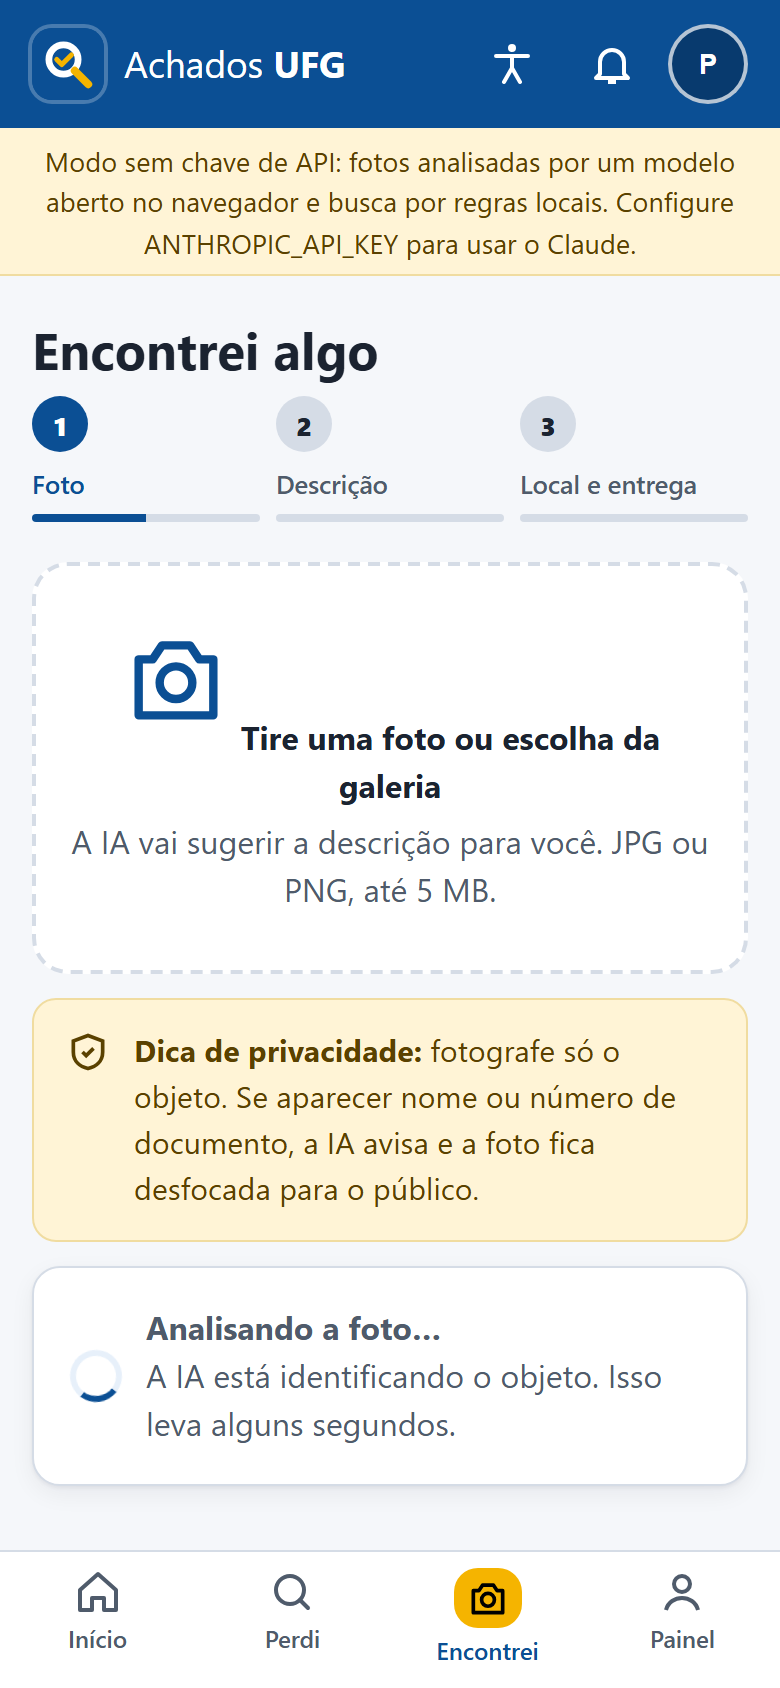 Achados UFG
P
Modo sem chave de API: fotos analisadas por um modelo
aberto no navegador e busca por regras locais. Configure
ANTHROPIC_API_KEY para usar o Claude.
Encontrei algo
1
2
3
Foto
Descrição
Local e entrega
Tire uma foto ou escolha da
galeria
A IA vai sugerir a descrição para você. JPG ou
PNG, até 5 MB.
Dica de privacidade: fotografe só o
objeto. Se aparecer nome ou número de
documento, a IA avisa e a foto fica
desfocada para o público.
Analisando a foto...
A IA está identificando o objeto. Isso
leva alguns segundos.
Início
Perdi
Encontrei
Painel